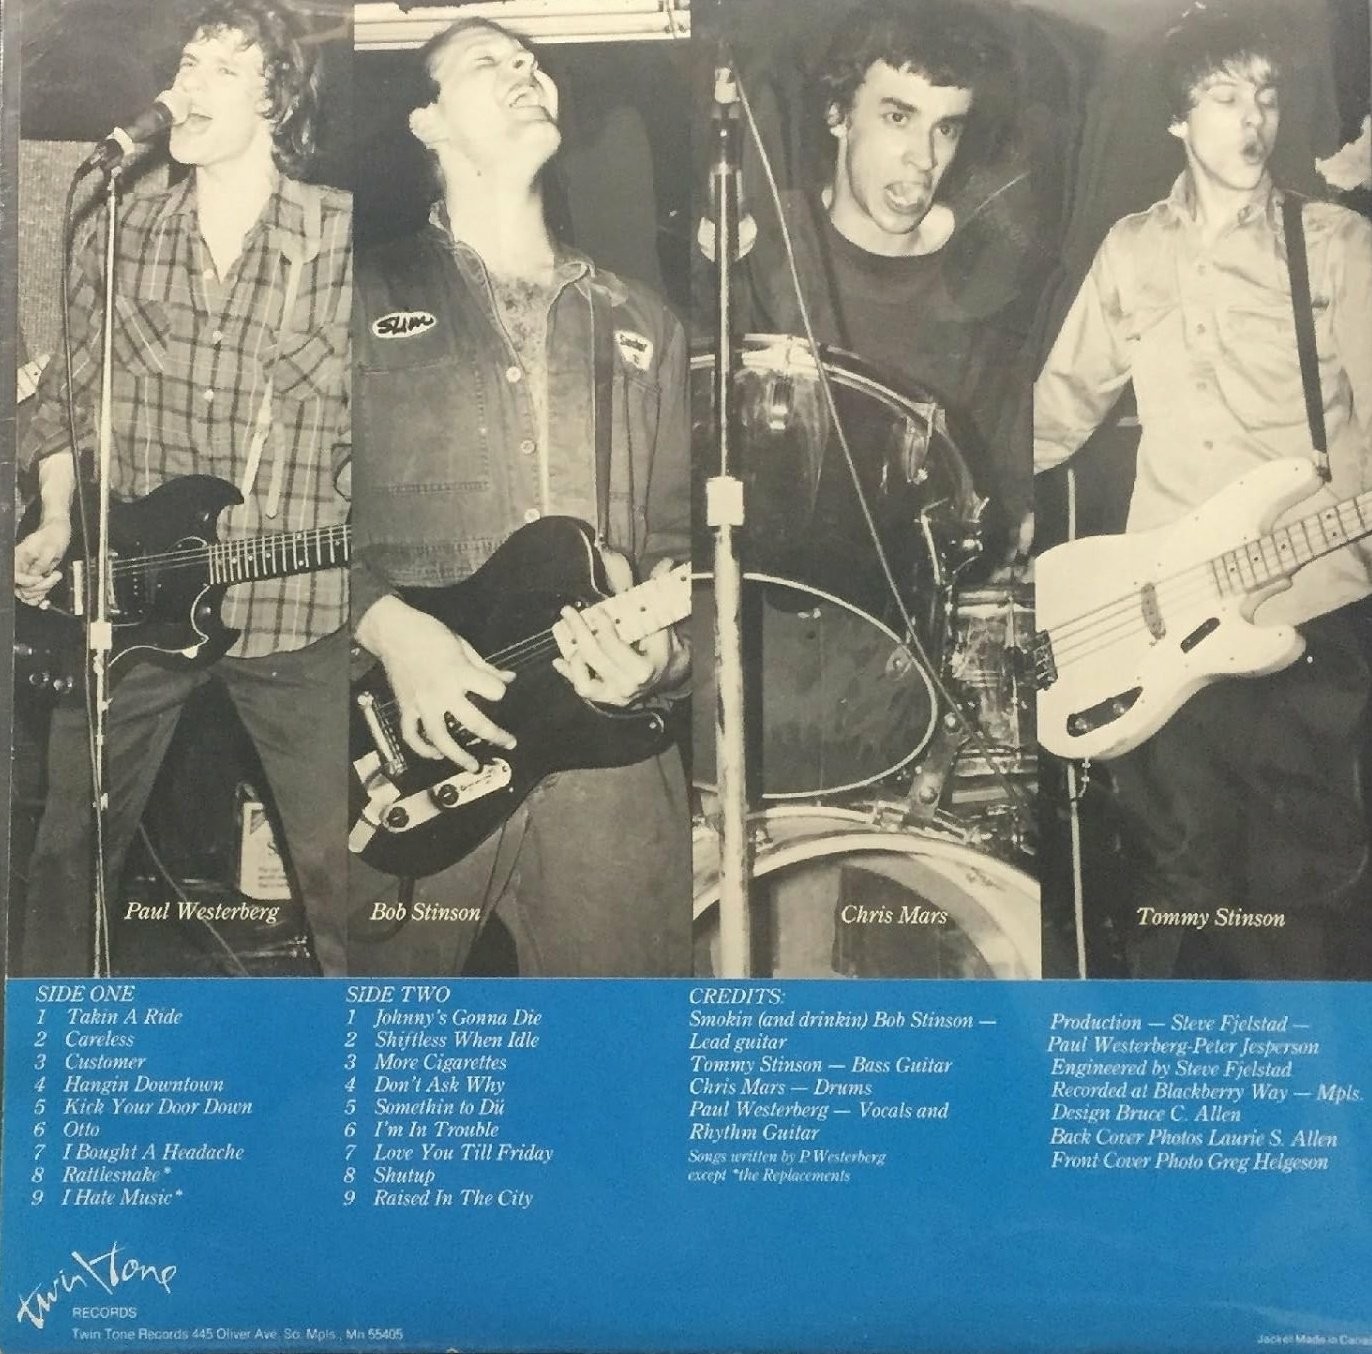 SLIM
Paul Westerberg
Bob Stinson
Chris Mars
Tommy Stinson
SIDE ONE
1 Takin A Ride
2 Careless
3 Customer
4 Hangin Downtown
5 Kick Your Door Down
6 Otto
7 I Bought A Headache
8 Rattlesnake*
9 I Hate Music*
SIDE TWO
1 Johnny's Gonna Die
2 Shiftless When Idle
3 More Cigarettes
4 Don't Ask Why
5 Somethin to Dü
6 I'm In Trouble
7 Love You Till Friday
8 Shutup
9 Raised In The City
CREDITS:
Smokin (and drinkin) Bob Stinson —
Lead guitar
Tommy Stinson — Bass Guitar
Chris Mars — Drums
Paul Westerberg — Vocals and
Rhythm Guitar
Songs written by P. Westerberg
except *the Replacements
Production — Steve Fjelstad —
Paul Westerberg-Peter Jesperson
Engineered by Steve Fjelstad
Recorded at Blackberry Way — Mpls.
Design Bruce C. Allen
Back Cover Photos Laurie S. Allen
Front Cover Photo Greg Helgeson
twin\tone
RECORDS
Twin Tone Records 445 Oliver Ave. So. Mpls., Mn 55405
Jacket Made in